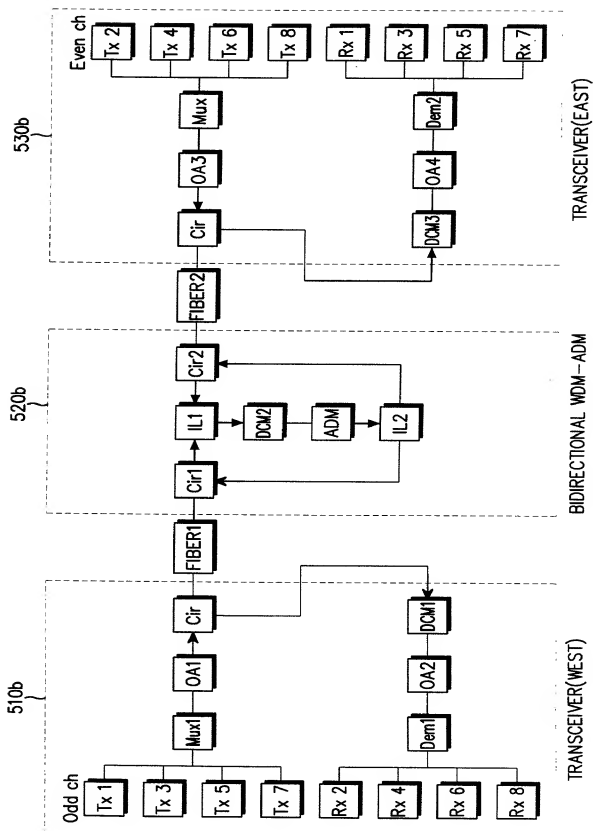 510b
520b
530b
Odd ch
Even ch
Tx 1
Tx 3
Tx 5
Tx 7
Mux1
OA1
Cir
FIBER1
Cir1
IL1
Cir2
FIBER2
Cir
OA3
Mux
Tx 2
Tx 4
Tx 6
Tx 8
DCM2
ADM
IL2
Rx 2
Rx 4
Rx 6
Rx 8
Dem1
OA2
DCM1
DCM3
OA4
Dem2
Rx 1
Rx 3
Rx 5
Rx 7
TRANSCEIVER(WEST)
BIDIRECTIONAL WDM-ADM
TRANSCEIVER(EAST)